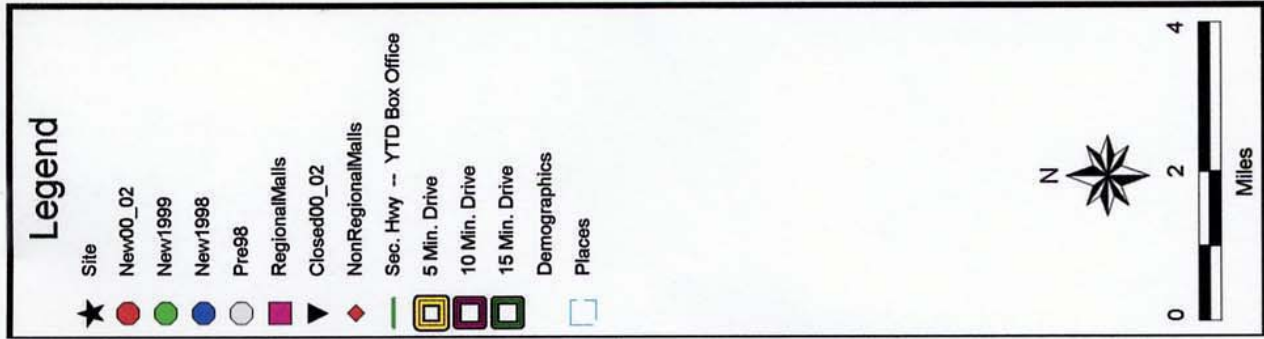 Legend
Site
New00_02
New1999
New1998
Pre98
RegionalMalls
Closed00_02
NonRegionalMalls
Sec. Hwy -- YTD Box Office
5 Min. Drive
10 Min. Drive
15 Min. Drive
Demographics
Places
N
0 2 4
Miles